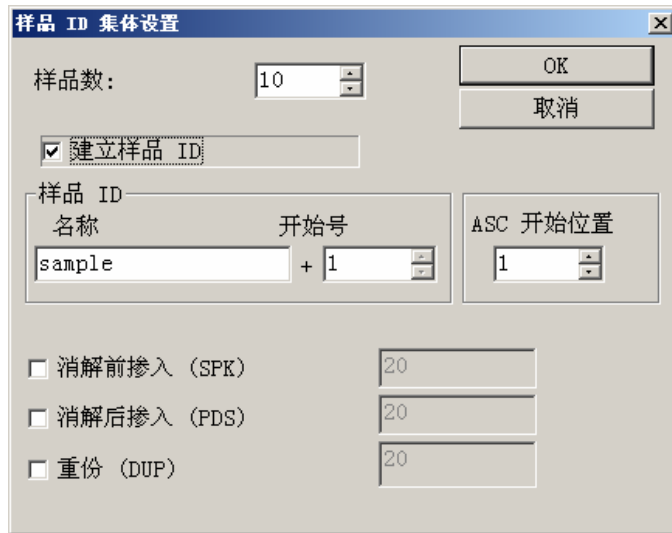 样品 ID 集体设置
样品数: 10
OK
取消
建立样品 ID
样品 ID
名称 开始号
sample + 1
ASC 开始位置
1
消解前掺入 (SPK) 20
消解后掺入 (PDS) 20
重份 (DUP) 20